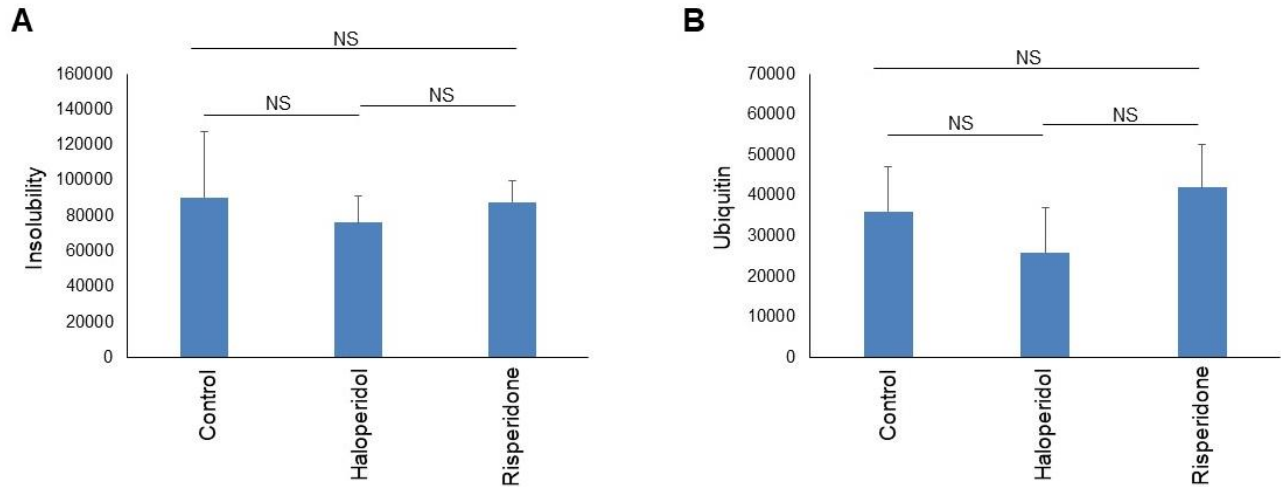 A
NS
NS
NS
Insolubility
160000
140000
120000
100000
80000
60000
40000
20000
0
Control
Haloperidol
Risperidone
B
NS
NS
NS
Ubiquitin
70000
60000
50000
40000
30000
20000
10000
0
Control
Haloperidol
Risperidone